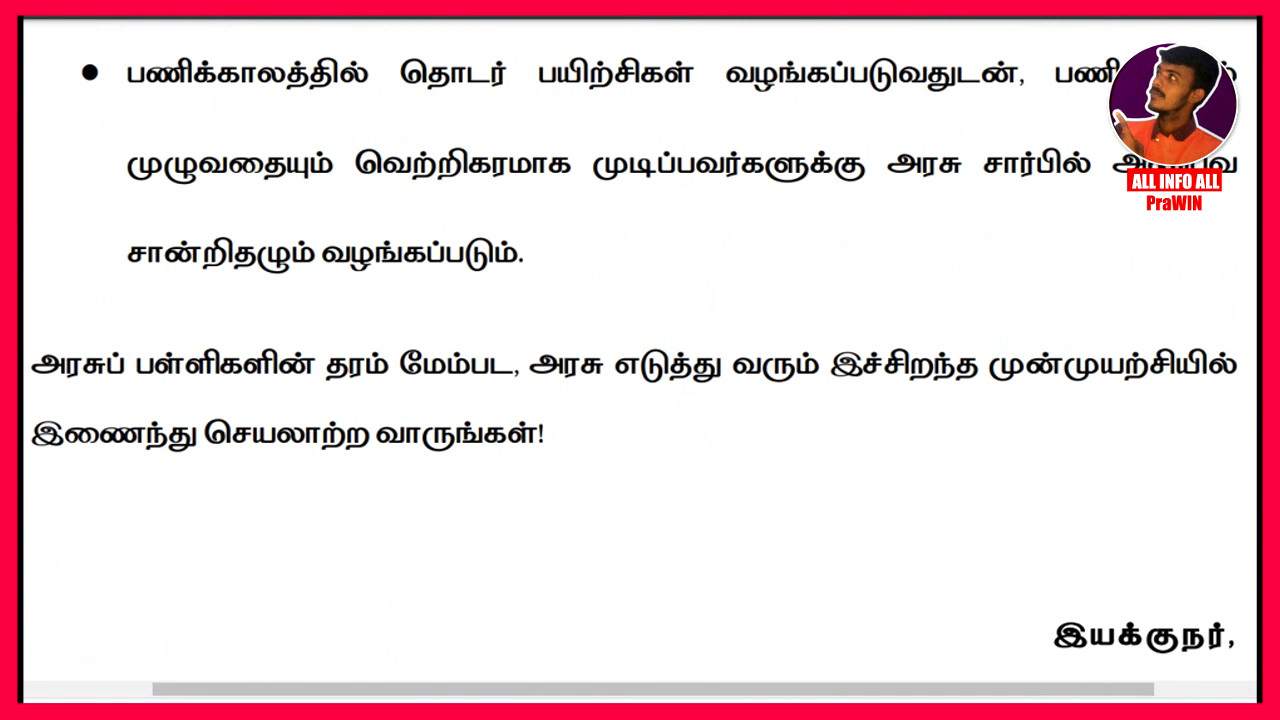 ● பணிக்காலத்தில் தொடர் பயிற்சிகள் வழங்கப்படுவதுடன்,
முழுவதையும் வெற்றிகரமாக முடிப்பவர்களுக்கு அரசு சார்பில்
சான்றிதழும் வழங்கப்படும்.
அரசுப் பள்ளிகளின் தரம் மேம்பட, அரசு எடுத்து வரும் இச்சிறந்த முன்முயற்சியில்
இணைந்து செயலாற்ற வாருங்கள்!
இயக்குநர்,
ALL INFO ALL
PraWIN